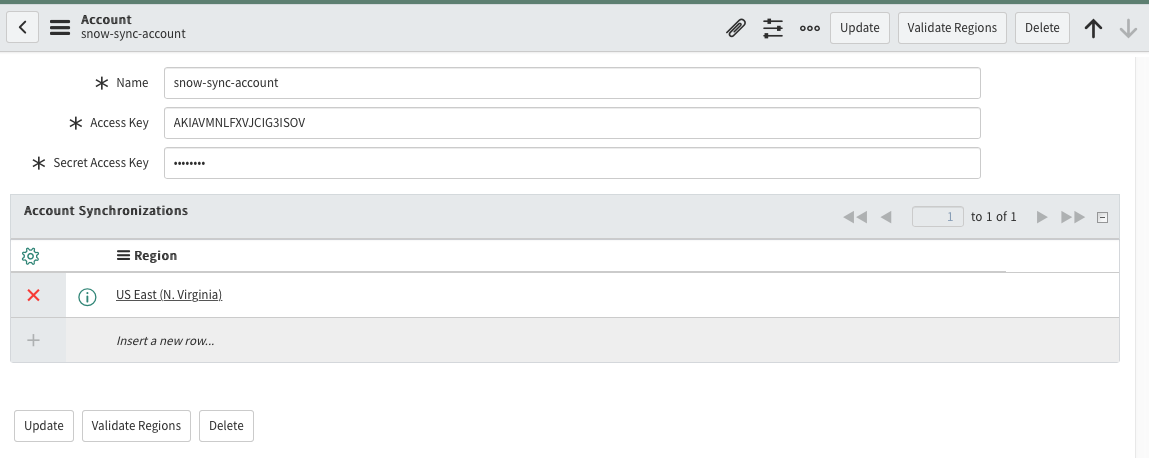 Account
snow-sync-account
Update
Validate Regions
Delete
Name
snow-sync-account
Access Key
AKIAVMNLFXVJCIG3ISOV
Secret Access Key
••••••••
Account Synchronizations
1 to 1 of 1
Region
US East (N. Virginia)
Insert a new row...
Update
Validate Regions
Delete